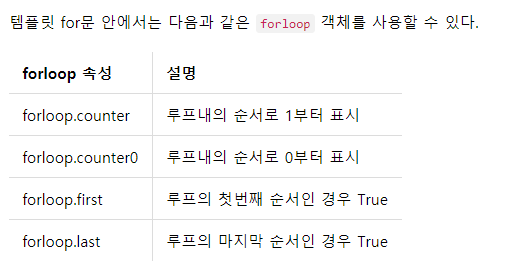 템플릿 for문 안에서는 다음과 같은 forloop 객체를 사용할 수 있다.
forloop 속성 설명
forloop.counter 루프내의 순서로 1부터 표시
forloop.counter0 루프내의 순서로 0부터 표시
forloop.first 루프의 첫번째 순서인 경우 True
forloop.last 루프의 마지막 순서인 경우 True